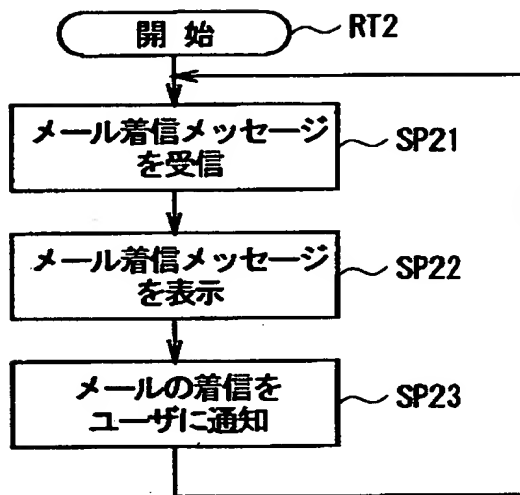 開始
RT2
メール着信メッセージ
を受信
SP21
メール着信メッセージ
を表示
SP22
メールの着信を
ユーザに通知
SP23